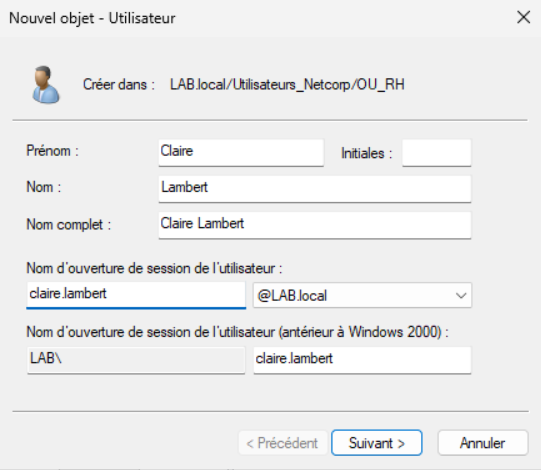 Nouvel objet - Utilisateur
Créer dans : LAB.local/Utilisateurs_Netcorp/OU_RH
Prénom : Claire Initiales :
Nom : Lambert
Nom complet : Claire Lambert
Nom d'ouverture de session de l'utilisateur :
claire.lambert @LAB.local
Nom d'ouverture de session de l'utilisateur (antérieur à Windows 2000) :
LAB\ claire.lambert
< Précédent Suivant > Annuler